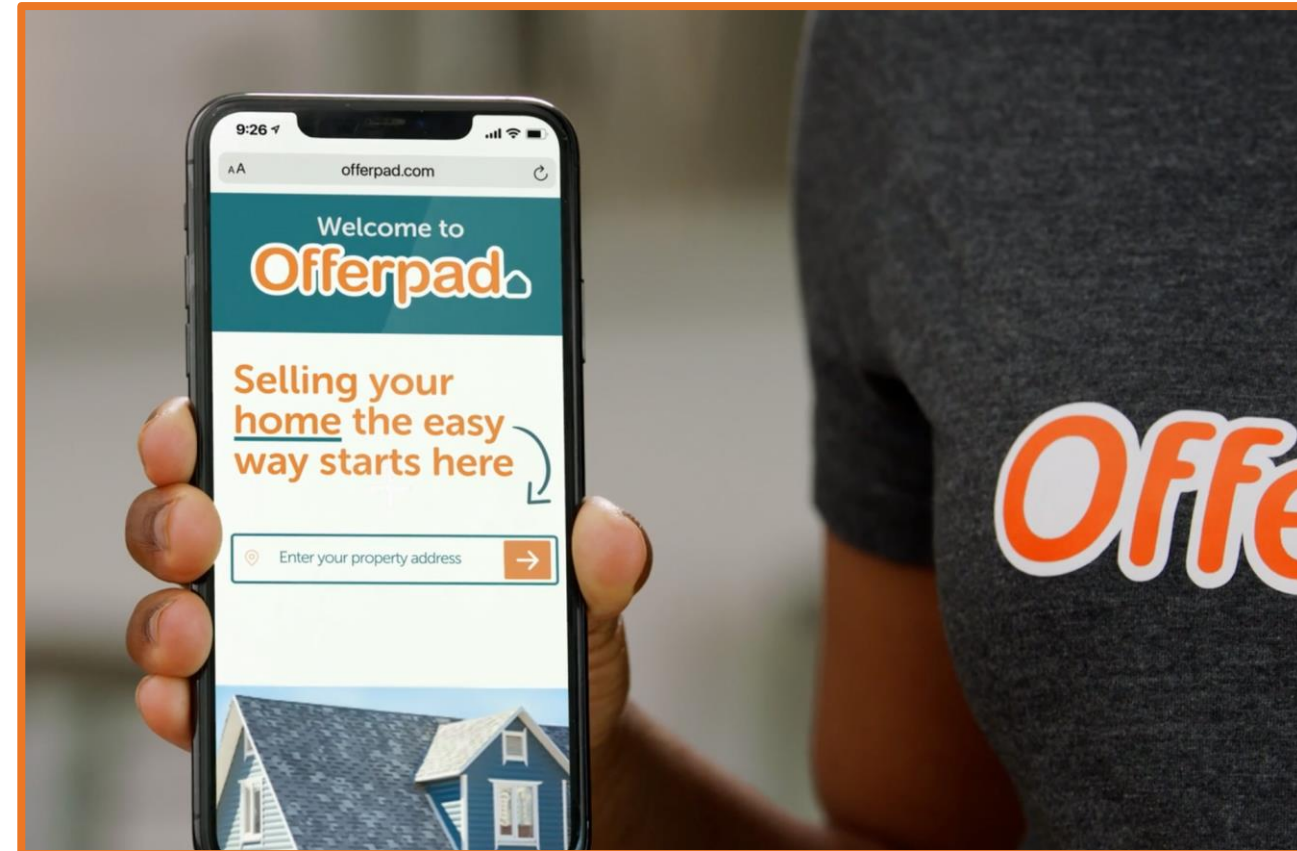 9:26
AA offerpad.com
Welcome to
Offerpad
Selling your
home the easy
way starts here
Enter your property address
Offe